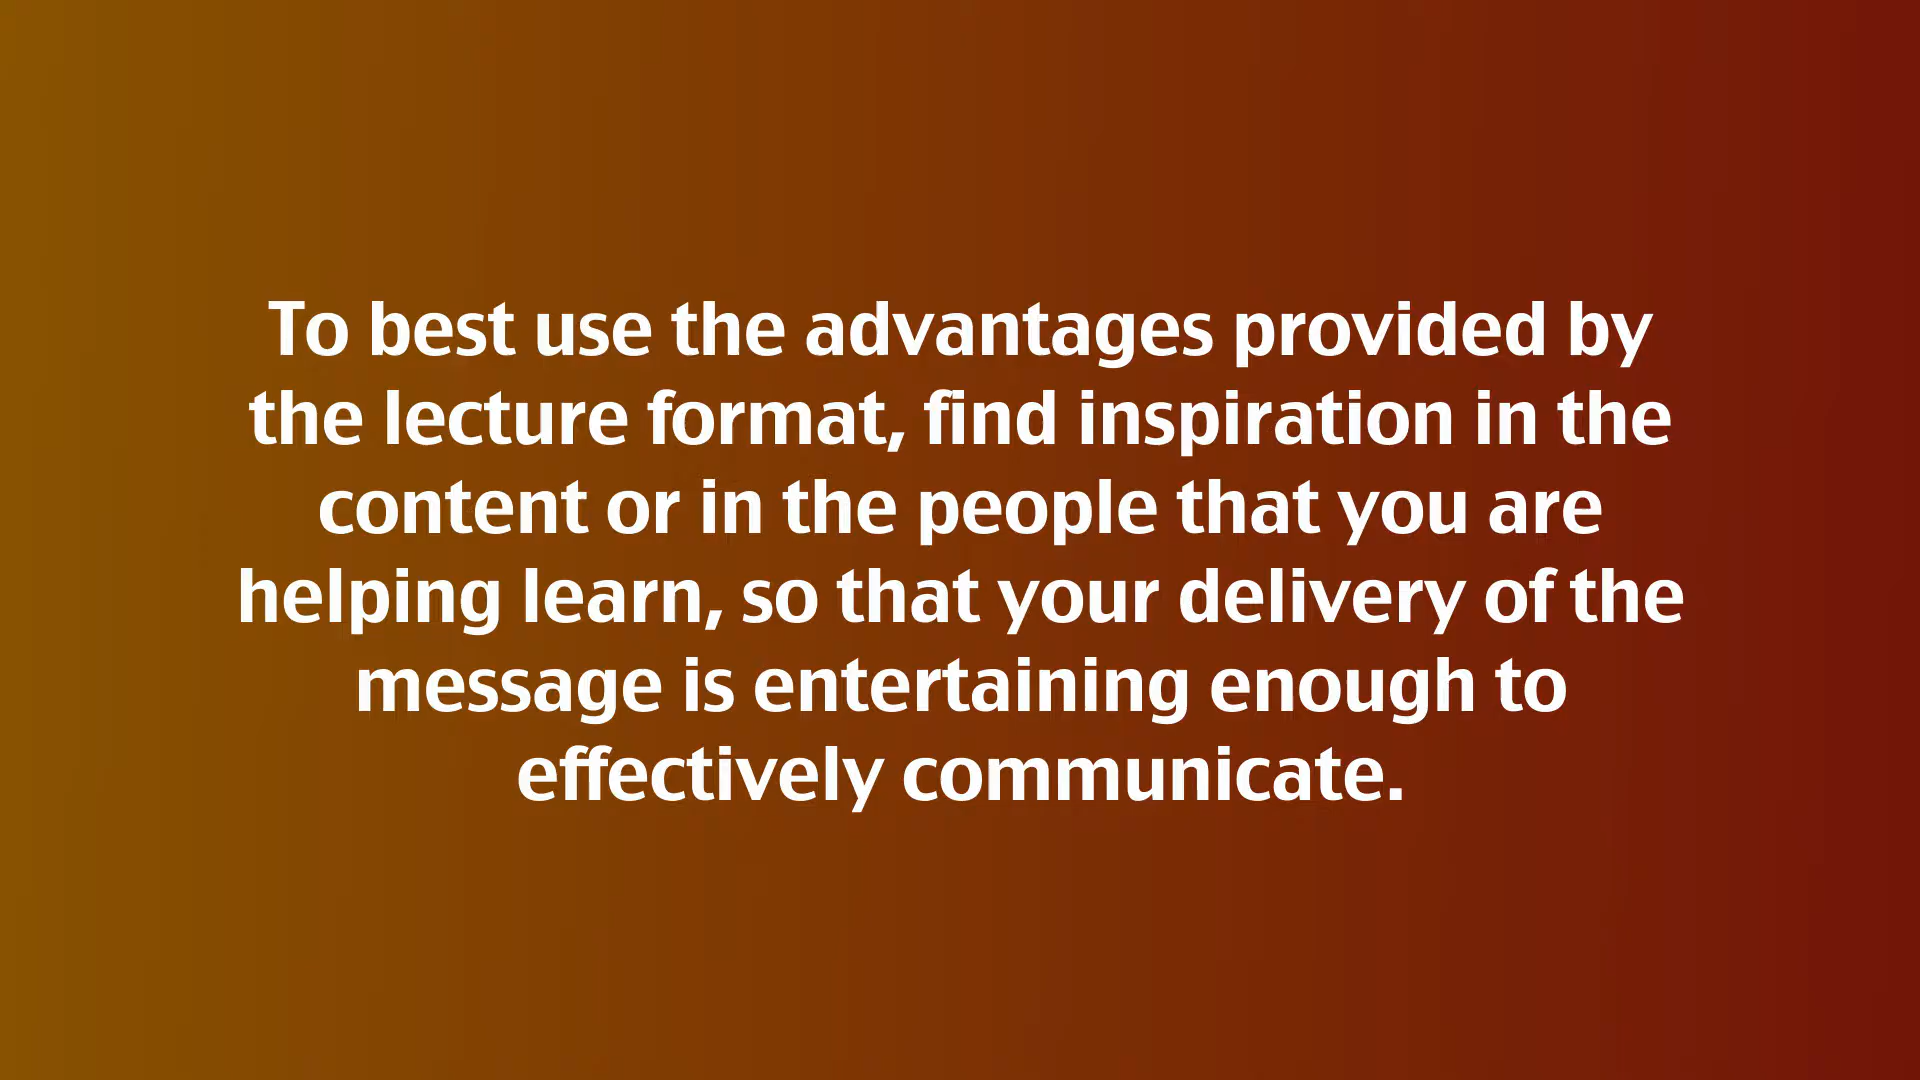 To best use the advantages provided by
the lecture format, find inspiration in the
content or in the people that you are
helping learn, so that your delivery of the
message is entertaining enough to
effectively communicate.